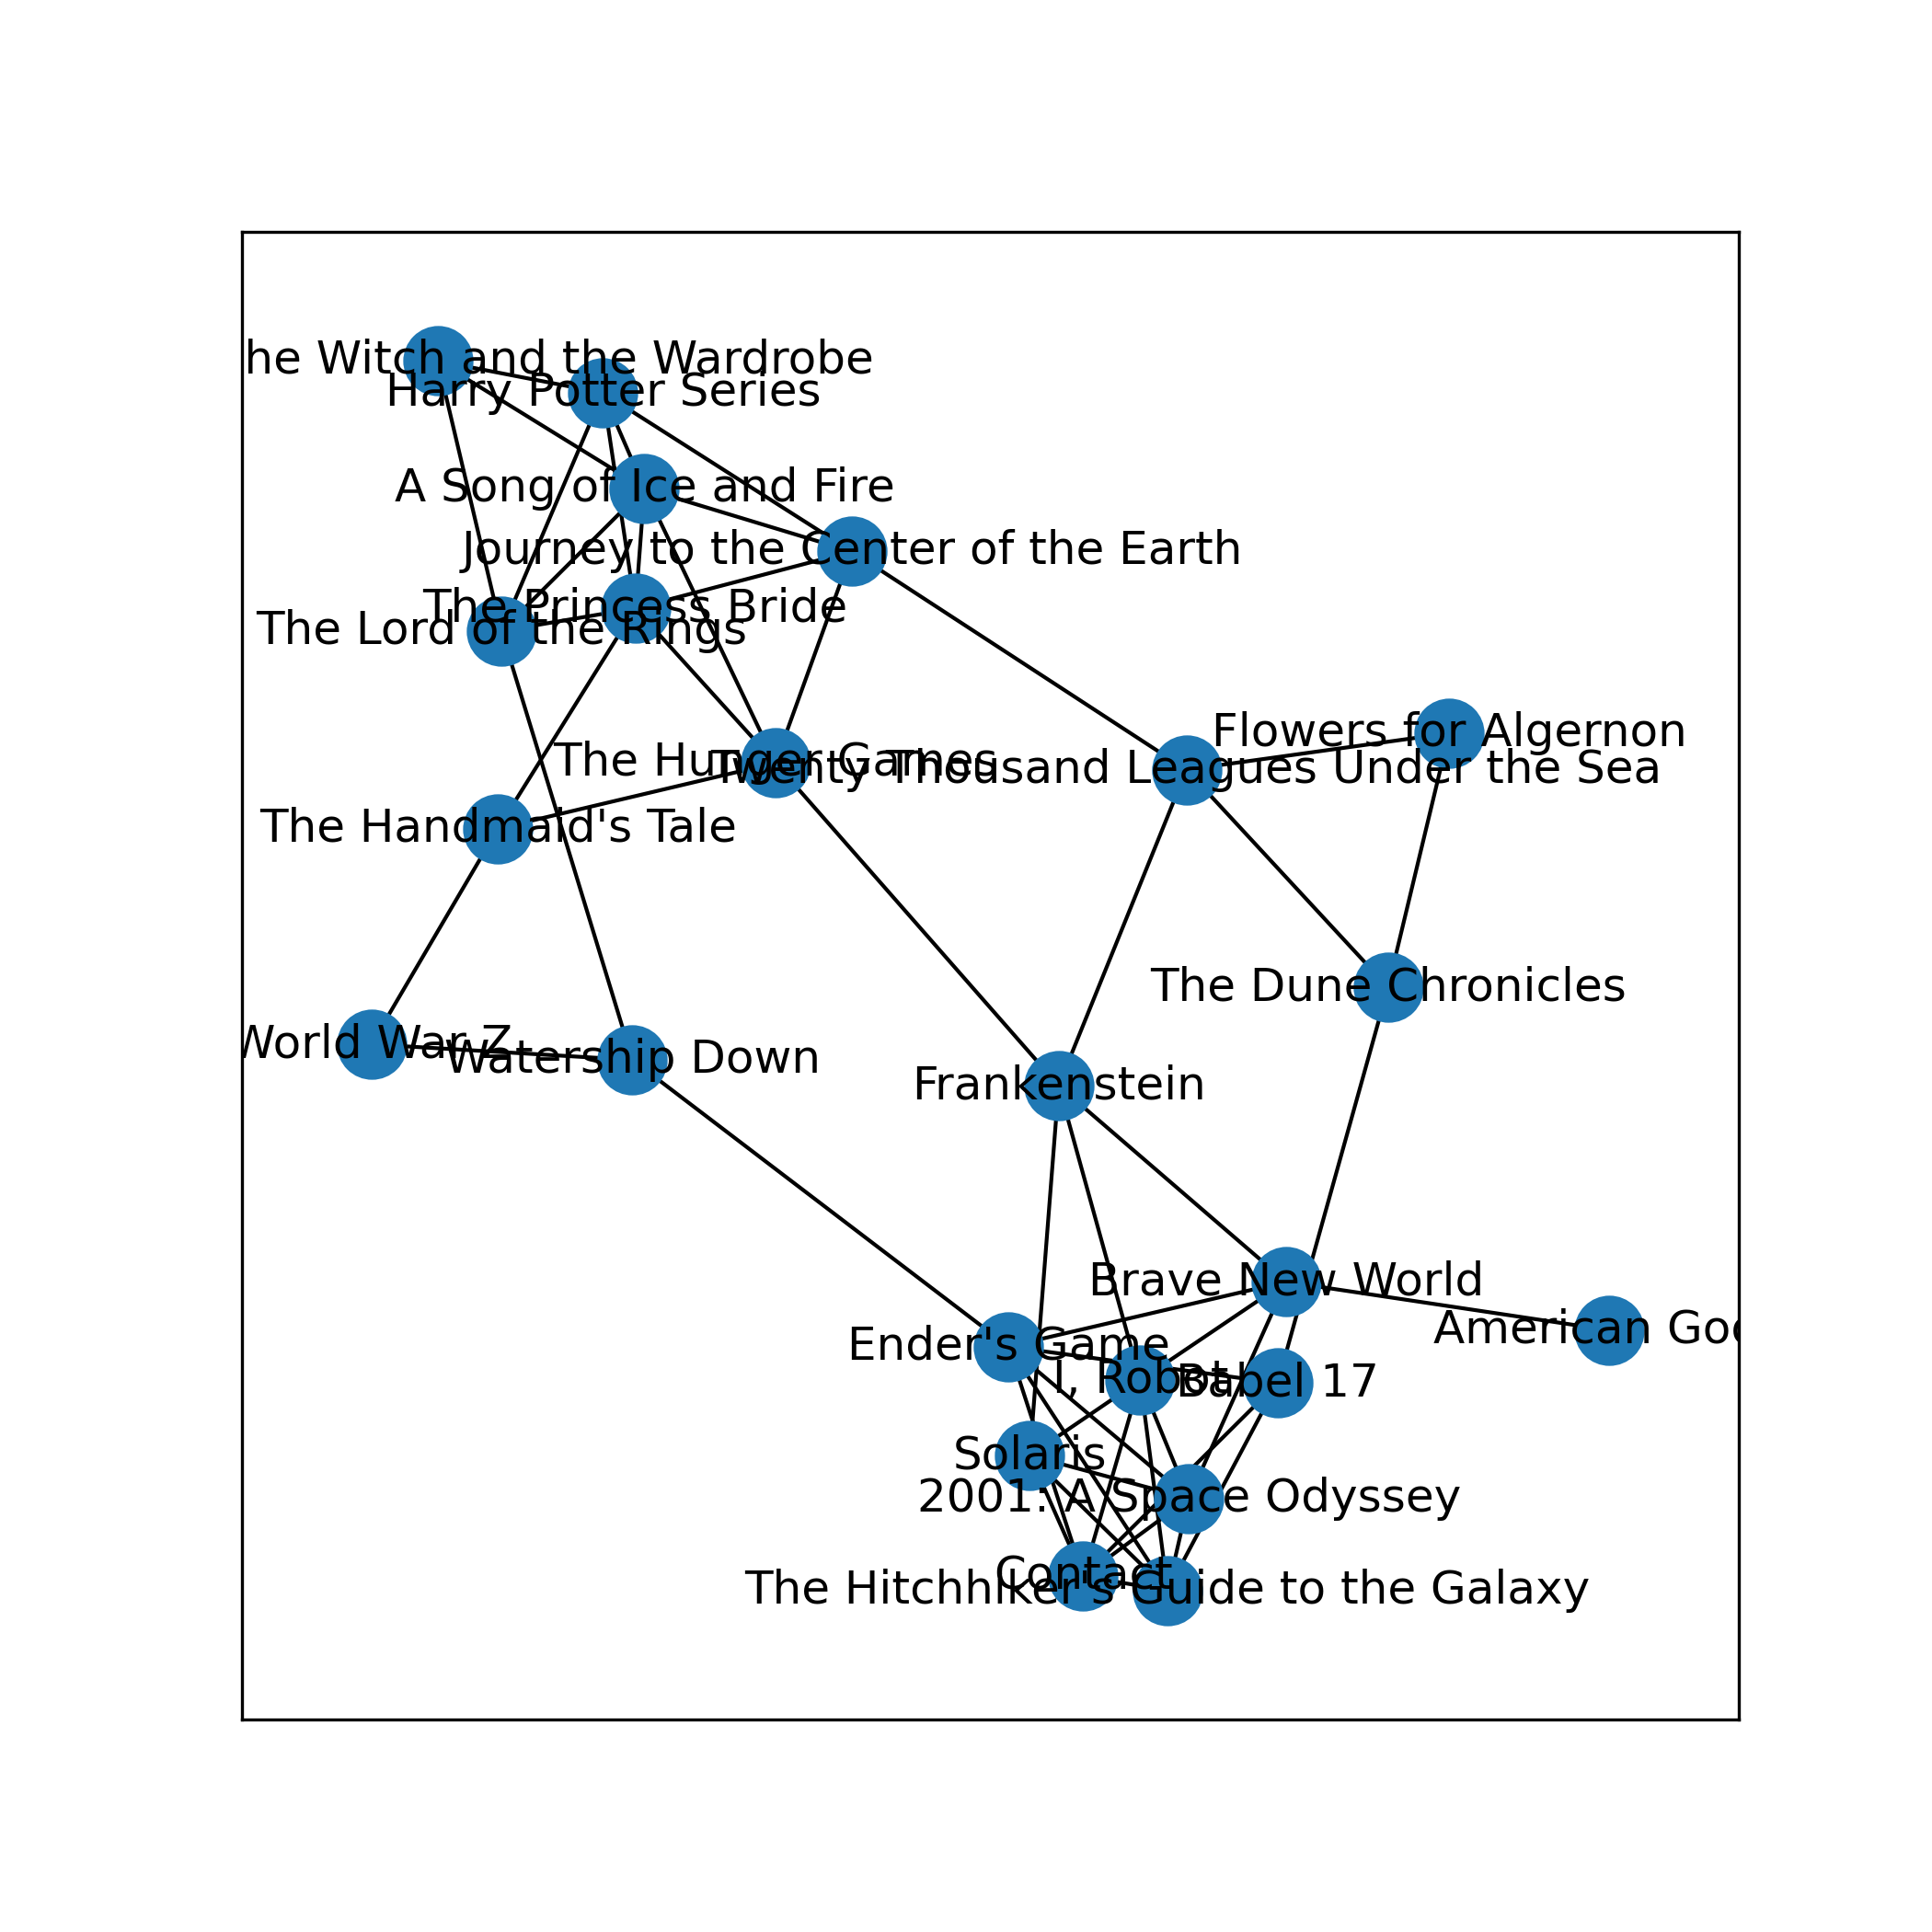 he Witch and the Wardrobe
Harry Potter Series
A Song of Ice and Fire
Journey to the Center of the Earth
The Princess Bride
The Lord of the Rings
Flowers for Algernon
The Hunger Games
Twenty Thousand Leagues Under the Sea
The Handmaid's Tale
The Dune Chronicles
World War Z
Watership Down
Frankenstein
Brave New World
American Go
Ender's Game
I, Robot
Babel 17
Solaris
2001: A Space Odyssey
Contact
The Hitchhiker's Guide to the Galaxy